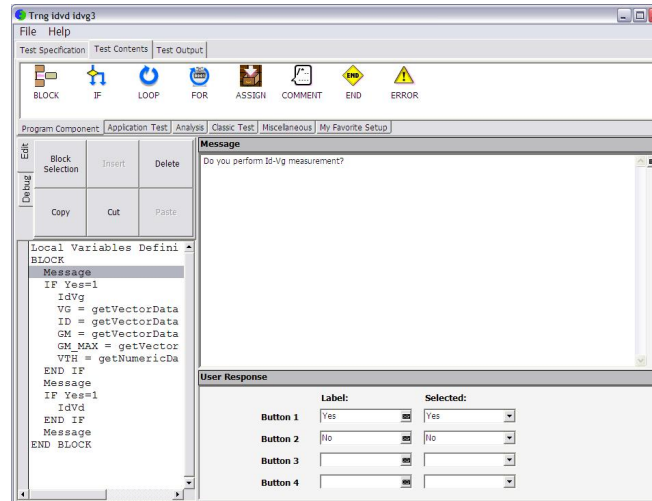 Trng idvd idvg3
File Help
Test Specification Test Contents Test Output
BLOCK IF LOOP FOR ASSIGN COMMENT END ERROR
END
Program Component Application Test Analysis Classic Test Miscellaneous My Favorite Setup
Edit
Debug
Block Selection Insert Delete
Copy Cut Paste
Local Variables Defini
BLOCK
Message
IF Yes=1
IdVg
VG = getVectorData
ID = getVectorData
GM = getVectorData
GM_MAX = getVector
VTH = getNumericDa
END IF
Message
IF Yes=1
IdVd
END IF
Message
END BLOCK
Message
Do you perform Id-Vg measurement?
User Response
Label: Selected:
Button 1 Yes Yes
Button 2 No No
Button 3
Button 4